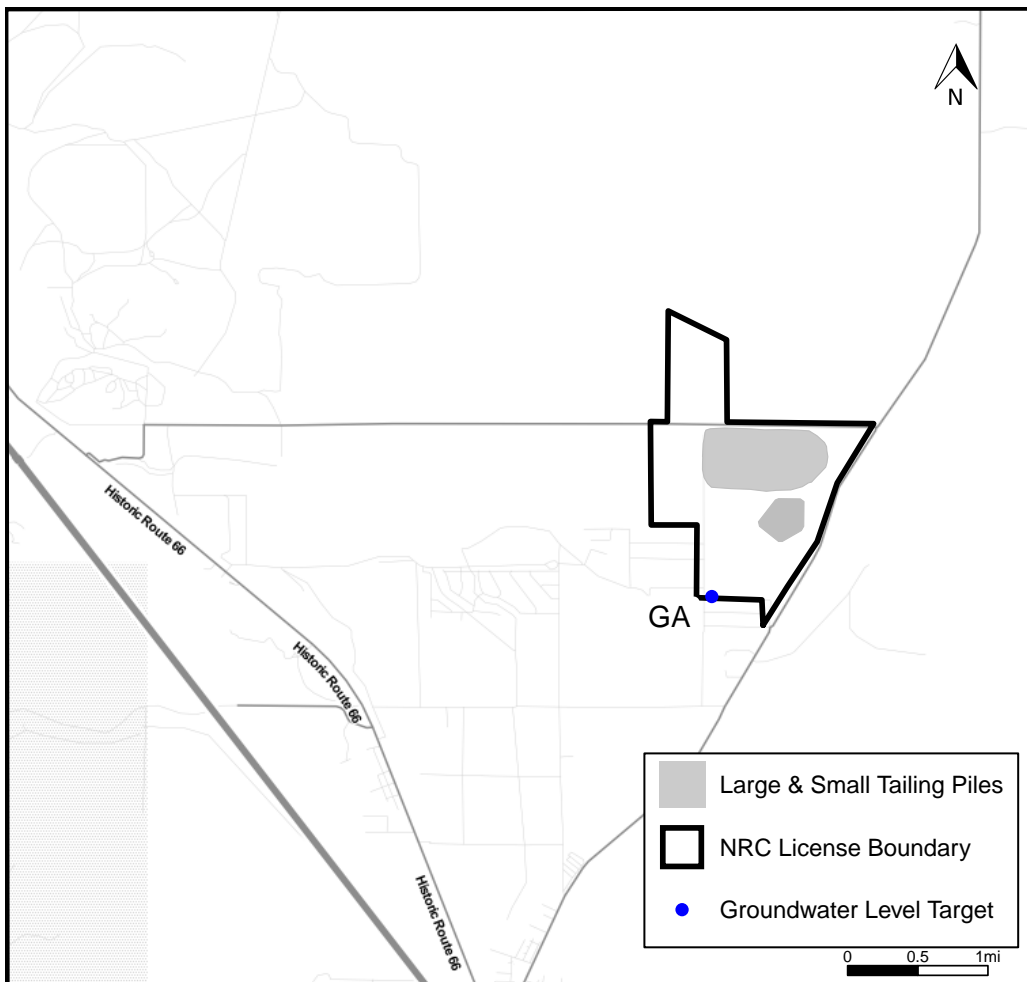 N
Historic Route 66
GA
Historic Route 66
Historic Route 66
Large & Small Tailing Piles
NRC License Boundary
Groundwater Level Target
0 0.5 1mi